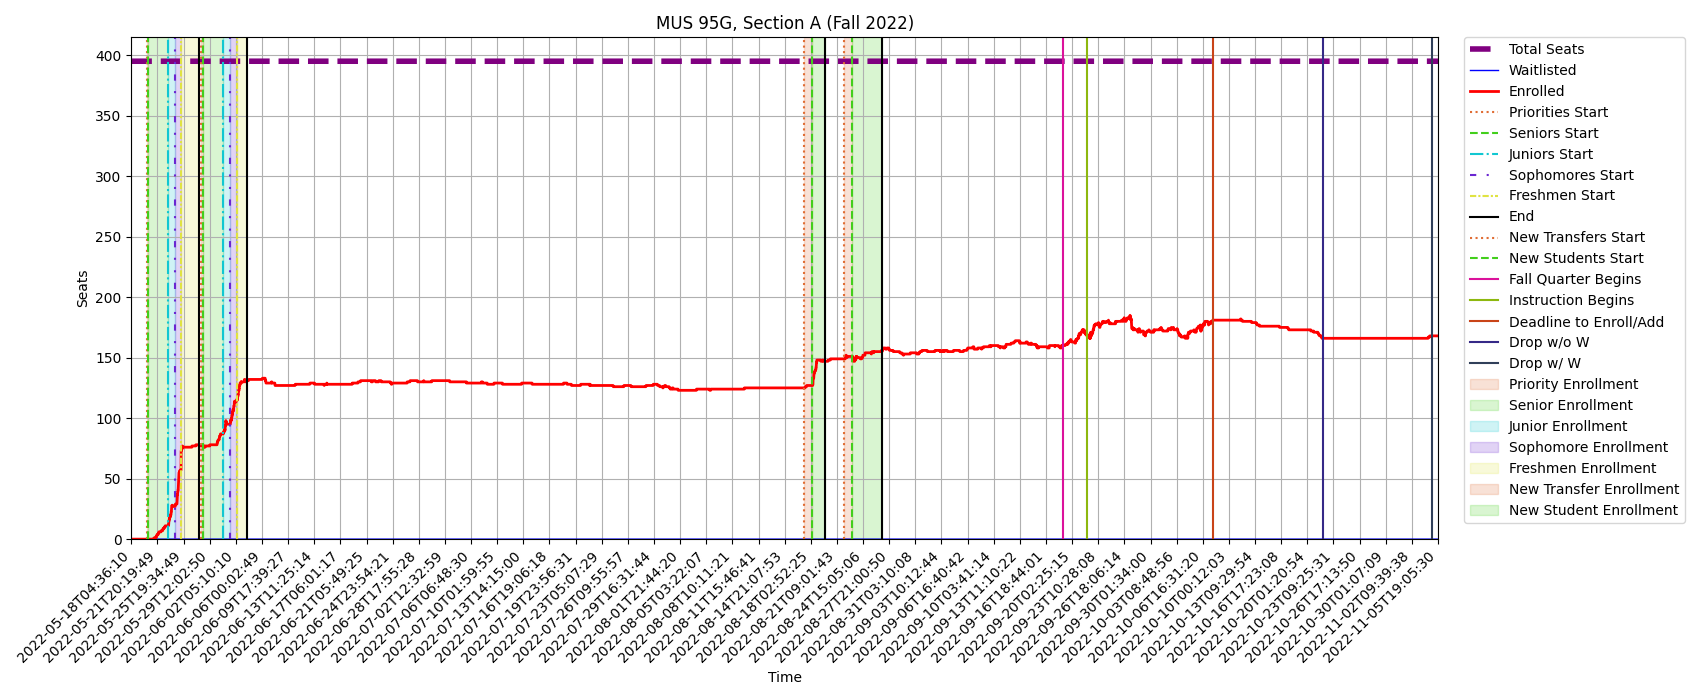 MUS 95G, Section A (Fall 2022)
400
350
300
250
200
150
100
50
0
Seats
2022-05-18T04:36:10
2022-05-21T20:19:49
2022-05-25T19:34:49
2022-05-29T12:02:50
2022-06-02T05:10:10
2022-06-06T00:02:49
2022-06-09T17:39:27
2022-06-13T11:25:14
2022-06-17T06:01:17
2022-06-21T05:49:25
2022-06-24T23:54:21
2022-06-28T17:55:28
2022-07-02T12:32:59
2022-07-06T06:48:30
2022-07-10T01:59:55
2022-07-13T14:15:00
2022-07-16T19:06:18
2022-07-19T23:56:31
2022-07-23T05:07:29
2022-07-26T09:55:57
2022-07-29T16:31:44
2022-08-01T21:44:20
2022-08-05T03:22:07
2022-08-08T10:11:21
2022-08-11T15:46:41
2022-08-14T21:07:53
2022-08-18T02:52:25
2022-08-21T09:01:43
2022-08-24T15:05:06
2022-08-27T21:00:50
2022-08-31T03:10:08
2022-09-03T10:12:44
2022-09-06T16:40:42
2022-09-10T03:41:14
2022-09-13T11:10:22
2022-09-16T18:44:01
2022-09-20T02:25:15
2022-09-23T10:28:08
2022-09-26T18:06:14
2022-09-30T01:34:00
2022-10-03T08:48:56
2022-10-06T16:31:20
2022-10-10T00:12:03
2022-10-13T09:29:54
2022-10-16T17:23:08
2022-10-20T01:20:54
2022-10-23T09:25:31
2022-10-26T17:13:50
2022-10-30T01:07:09
2022-11-02T09:39:38
2022-11-05T19:05:30
Time
Total Seats
Waitlisted
Enrolled
Priorities Start
Seniors Start
Juniors Start
Sophomores Start
Freshmen Start
End
New Transfers Start
New Students Start
Fall Quarter Begins
Instruction Begins
Deadline to Enroll/Add
Drop w/o W
Drop w/ W
Priority Enrollment
Senior Enrollment
Junior Enrollment
Sophomore Enrollment
Freshmen Enrollment
New Transfer Enrollment
New Student Enrollment